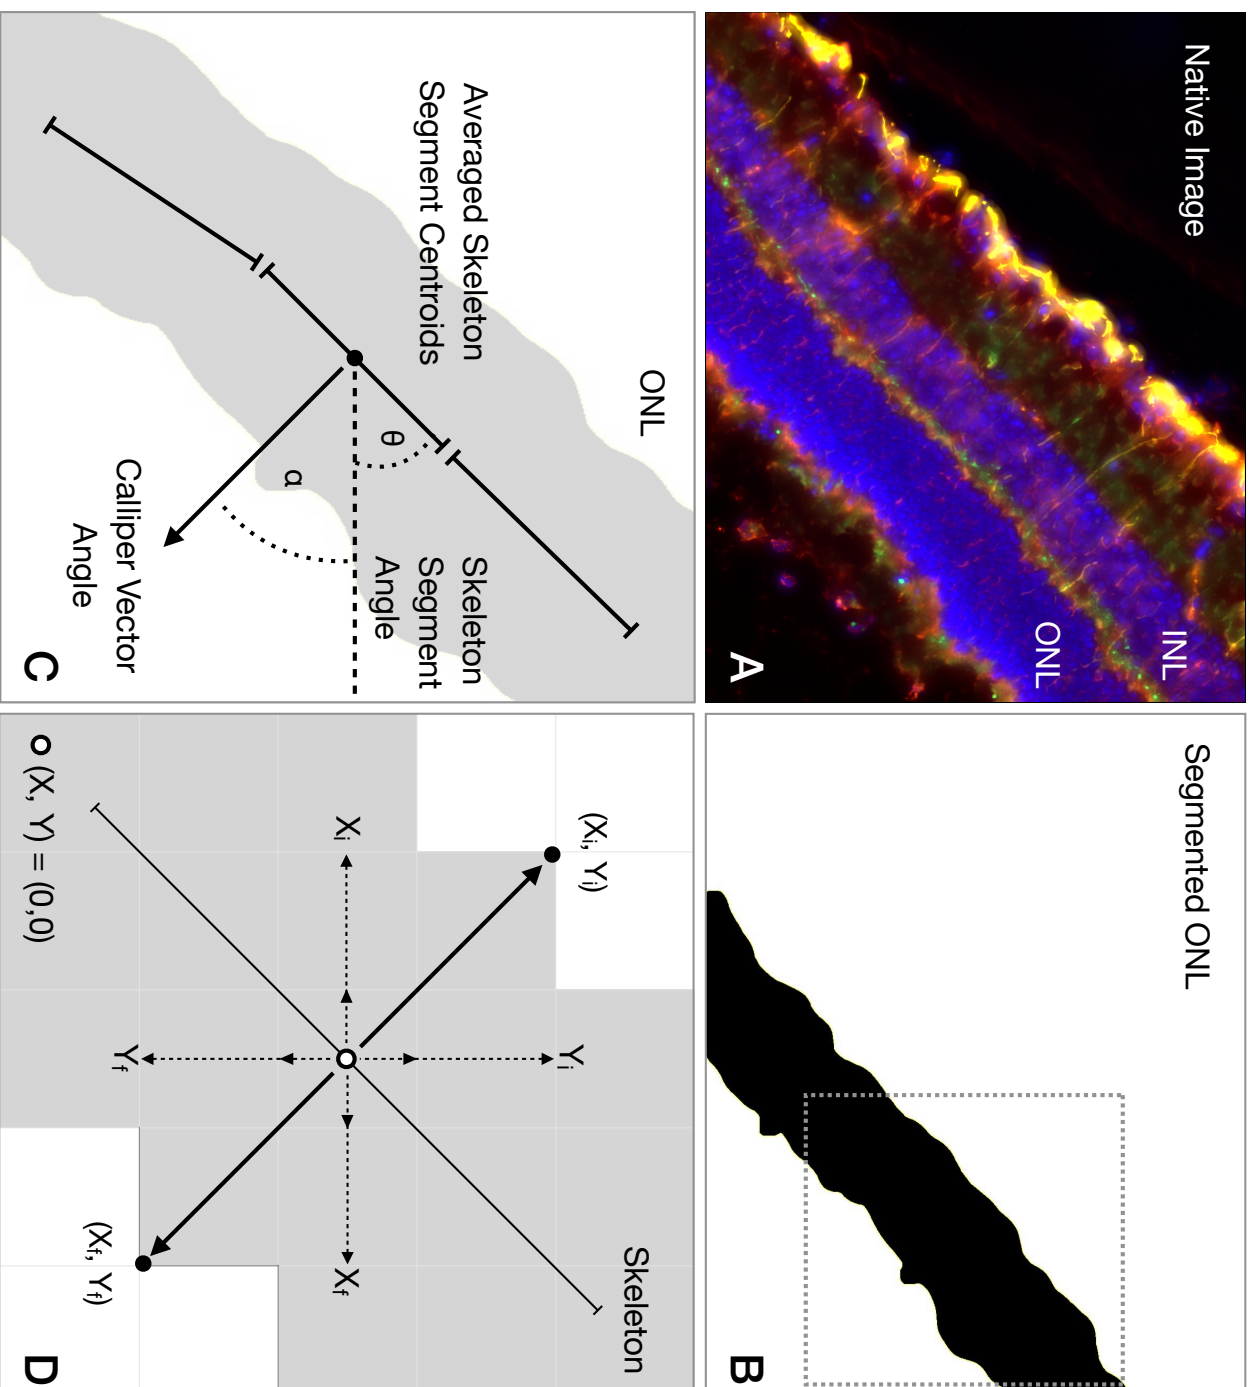 Native Image
INL
ONL
A
Segmented ONL
B
ONL
Averaged Skeleton
Segment Centroids
θ
α
Skeleton
Segment
Angle
Calliper Vector
Angle
C
(Xi, Yi)
Yi
Xi
Xf
Yf
Skeleton
(Xf, Yf)
(X, Y) = (0,0)
D